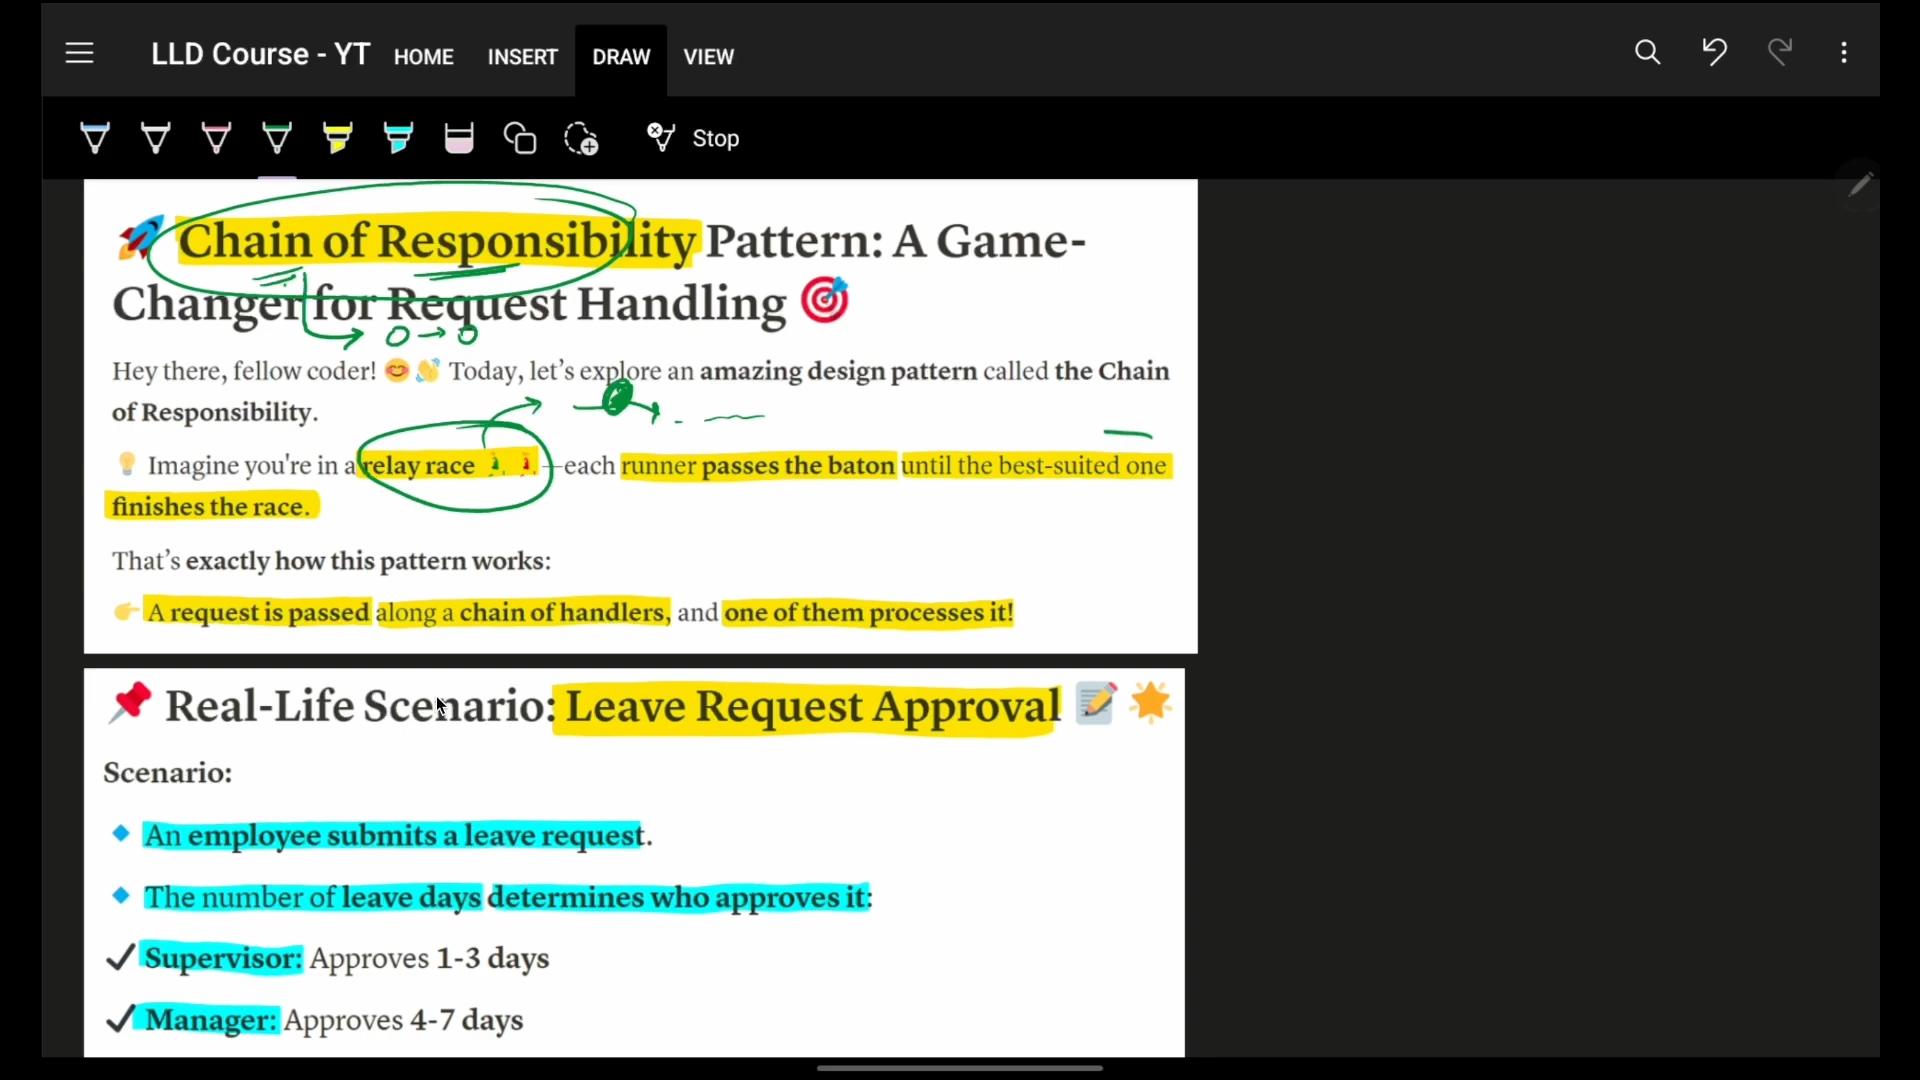 LLD Course - YT HOME INSERT DRAW VIEW
Stop
Chain of Responsibility Pattern: A Game-
Changer for Request Handling
Hey there, fellow coder! Today, let's explore an amazing design pattern called the Chain
of Responsibility.
Imagine you're in a relay race —each runner passes the baton until the best-suited one
finishes the race.
That's exactly how this pattern works:
A request is passed along a chain of handlers, and one of them processes it!
Real-Life Scenario: Leave Request Approval
Scenario:
An employee submits a leave request.
The number of leave days determines who approves it:
Supervisor: Approves 1-3 days
Manager: Approves 4-7 days